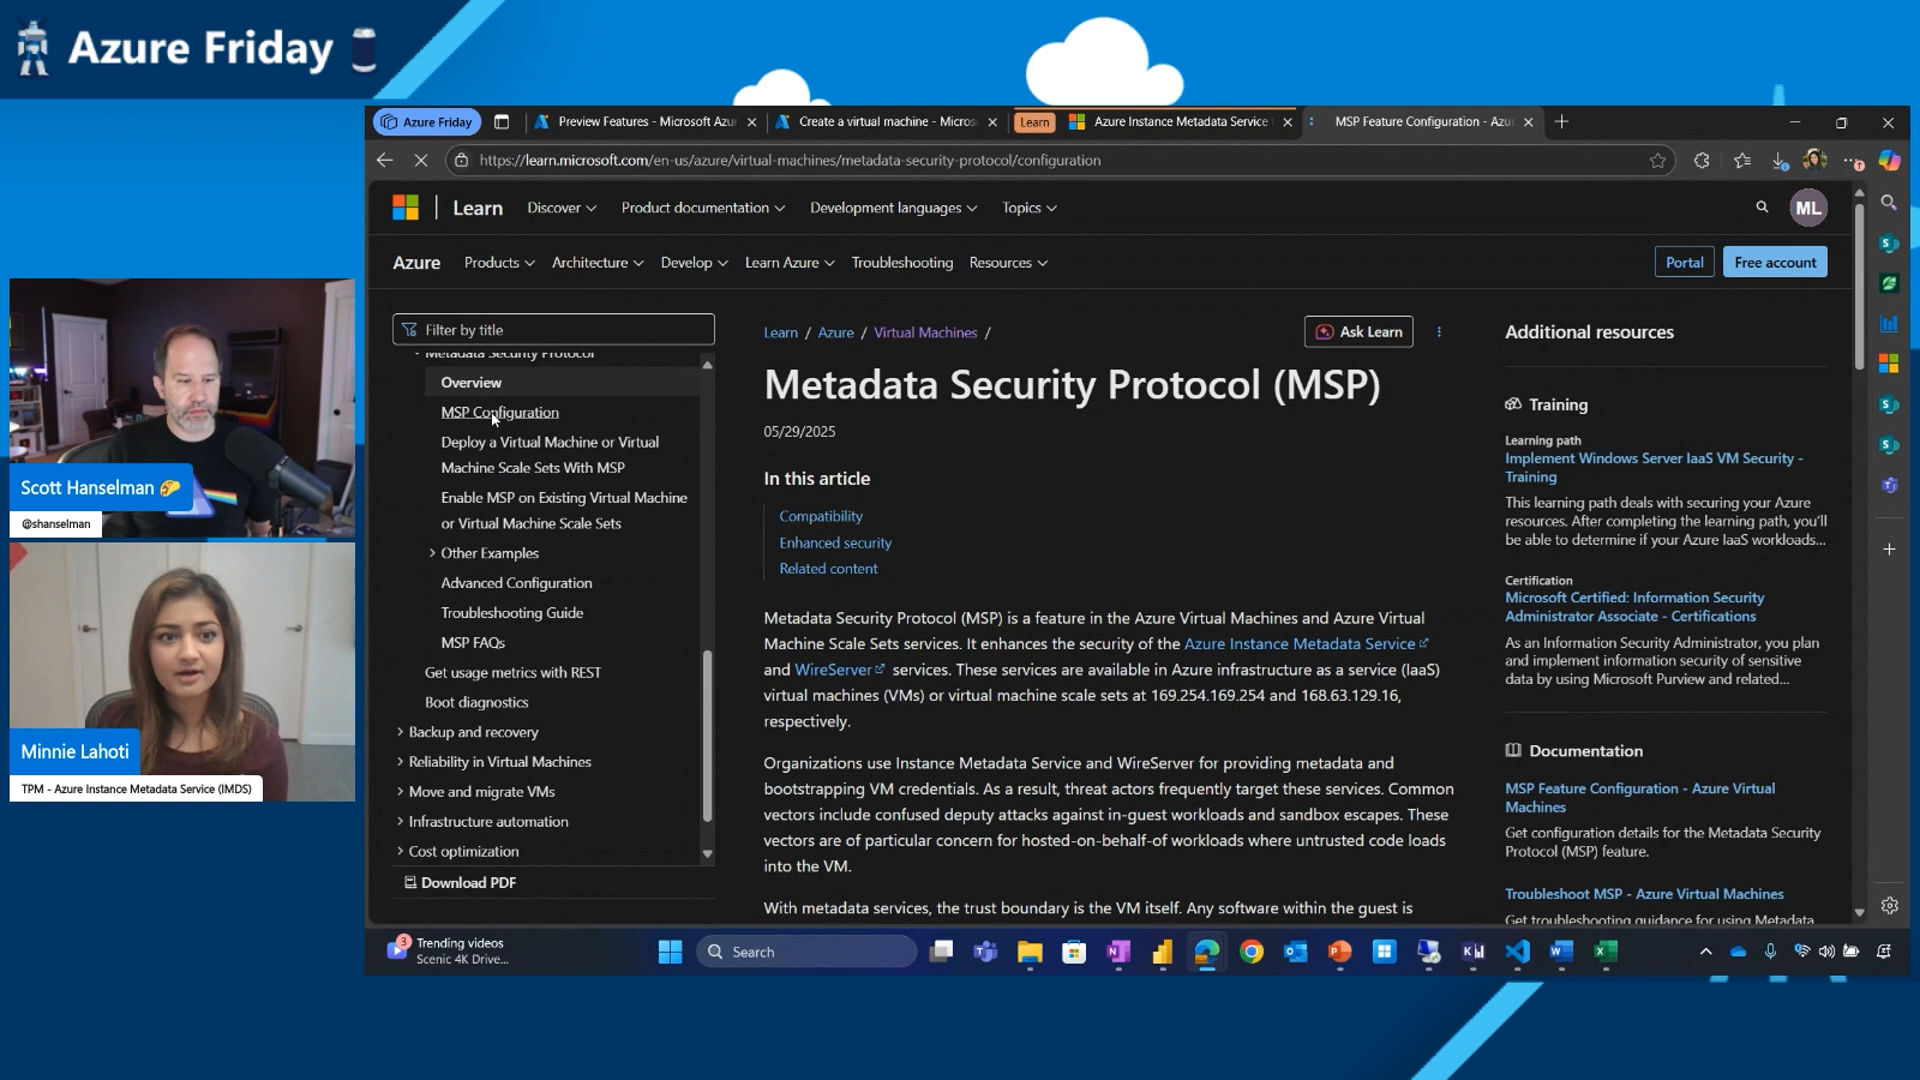 Azure Friday
Azure Friday
Preview Features - Microsoft Azu
Create a virtual machine - Micros
Learn
Azure Instance Metadata Service
MSP Feature Configuration - Azu
https://learn.microsoft.com/en-us/azure/virtual-machines/metadata-security-protocol/configuration
Learn
Discover
Product documentation
Development languages
Topics
ML
Azure
Products
Architecture
Develop
Learn Azure
Troubleshooting
Resources
Portal
Free account
Filter by title
Metadata Security Protocol
Overview
MSP Configuration
Deploy a Virtual Machine or Virtual
Machine Scale Sets With MSP
Enable MSP on Existing Virtual Machine
or Virtual Machine Scale Sets
Other Examples
Advanced Configuration
Troubleshooting Guide
MSP FAQs
Get usage metrics with REST
Boot diagnostics
Backup and recovery
Reliability in Virtual Machines
Move and migrate VMs
Infrastructure automation
Cost optimization
Download PDF
Learn / Azure / Virtual Machines /
Ask Learn
Metadata Security Protocol (MSP)
05/29/2025
In this article
Compatibility
Enhanced security
Related content
Metadata Security Protocol (MSP) is a feature in the Azure Virtual Machines and Azure Virtual
Machine Scale Sets services. It enhances the security of the Azure Instance Metadata Service
and WireServer services. These services are available in Azure infrastructure as a service (IaaS)
virtual machines (VMs) or virtual machine scale sets at 169.254.169.254 and 168.63.129.16,
respectively.
Organizations use Instance Metadata Service and WireServer for providing metadata and
bootstrapping VM credentials. As a result, threat actors frequently target these services. Common
vectors include confused deputy attacks against in-guest workloads and sandbox escapes. These
vectors are of particular concern for hosted-on-behalf-of workloads where untrusted code loads
into the VM.
With metadata services, the trust boundary is the VM itself. Any software within the guest is
Additional resources
Training
Learning path
Implement Windows Server IaaS VM Security -
Training
This learning path deals with securing your Azure
resources. After completing the learning path, you'll
be able to determine if your Azure IaaS workloads...
Certification
Microsoft Certified: Information Security
Administrator Associate - Certifications
As an Information Security Administrator, you plan
and implement information security of sensitive
data by using Microsoft Purview and related...
Documentation
MSP Feature Configuration - Azure Virtual
Machines
Get configuration details for the Metadata Security
Protocol (MSP) feature.
Troubleshoot MSP - Azure Virtual Machines
Get troubleshooting guidance for using Metadata
Scott Hanselman
@shanselman
Minnie Lahoti
TPM - Azure Instance Metadata Service (IMDS)
3
Trending videos
Scenic 4K Drive...
Search